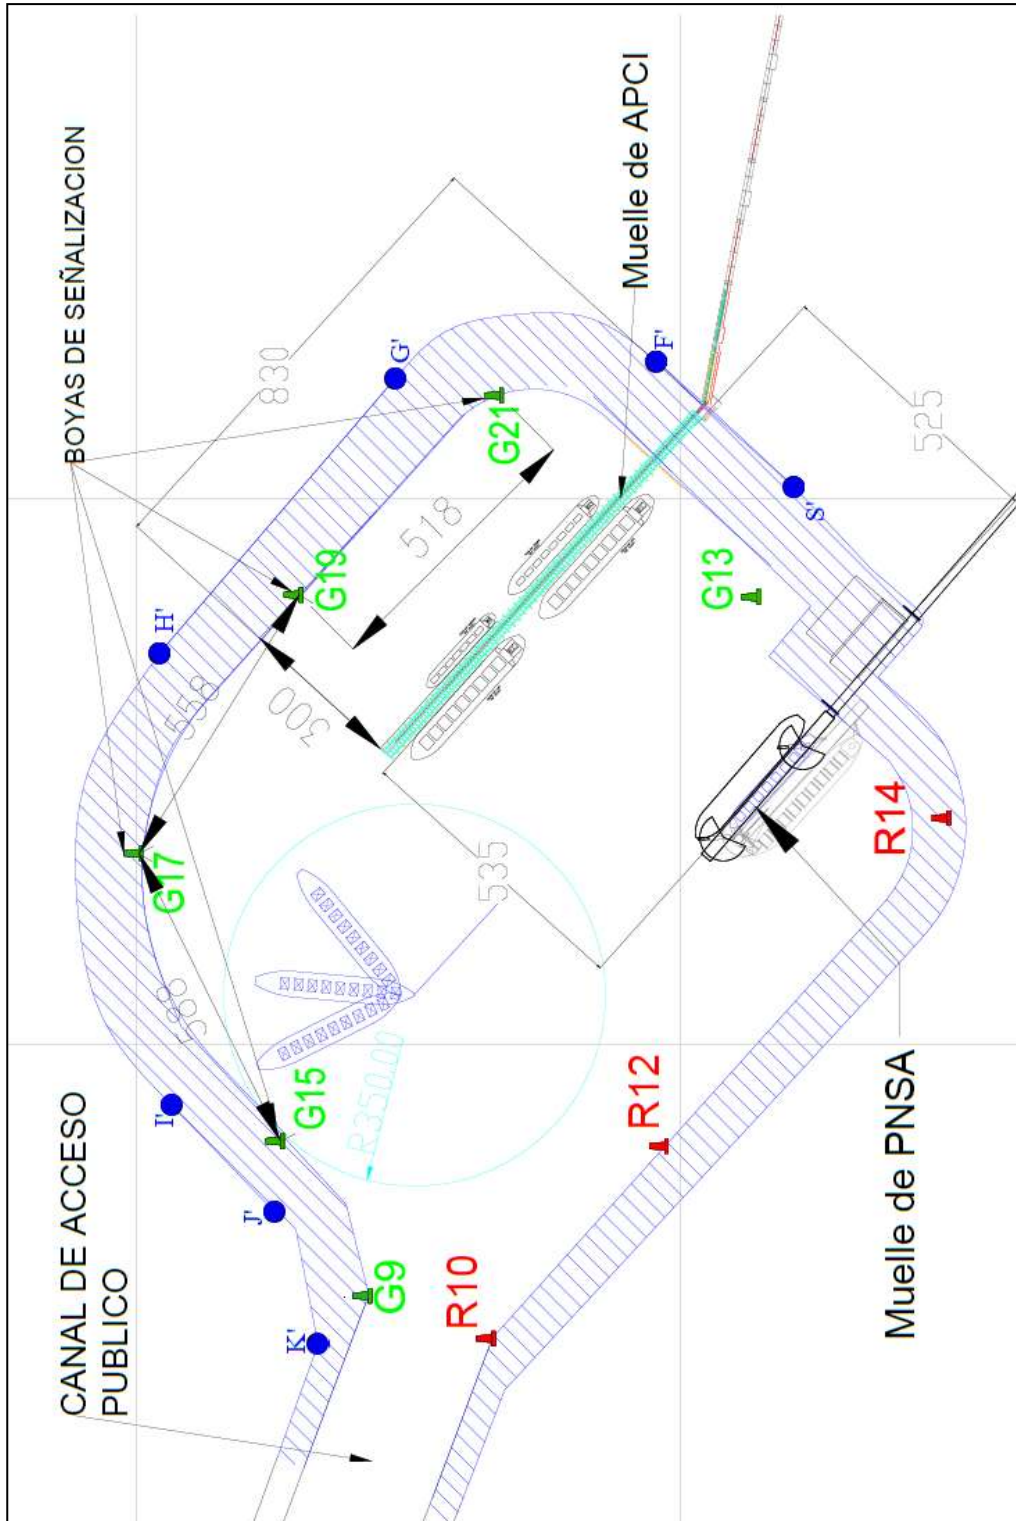 BOYAS DE SEÑALIZACION
Muelle de APCI
830
G'
F'
G21
525
518
S'
G19
G13
H'
558
300
G17
535
R14
588
I'
G15
R350.00
R12
Muelle de PNSA
CANAL DE ACCESO
PUBLICO
J'
G9
R10
K'